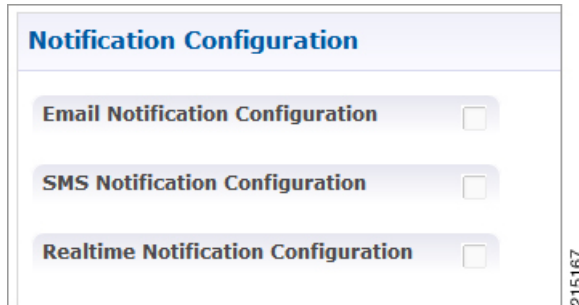 Notification Configuration
Email Notification Configuration
SMS Notification Configuration
Realtime Notification Configuration
215167